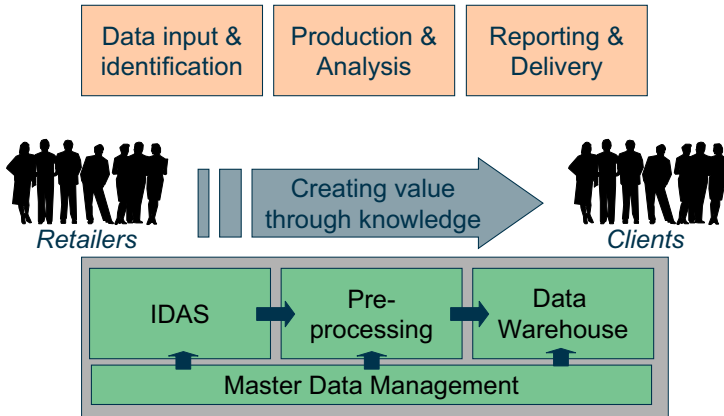 Data input &
identification
Production &
Analysis
Reporting &
Delivery
Creating value
through knowledge
Retailers
Clients
IDAS
Pre-
processing
Data
Warehouse
Master Data Management